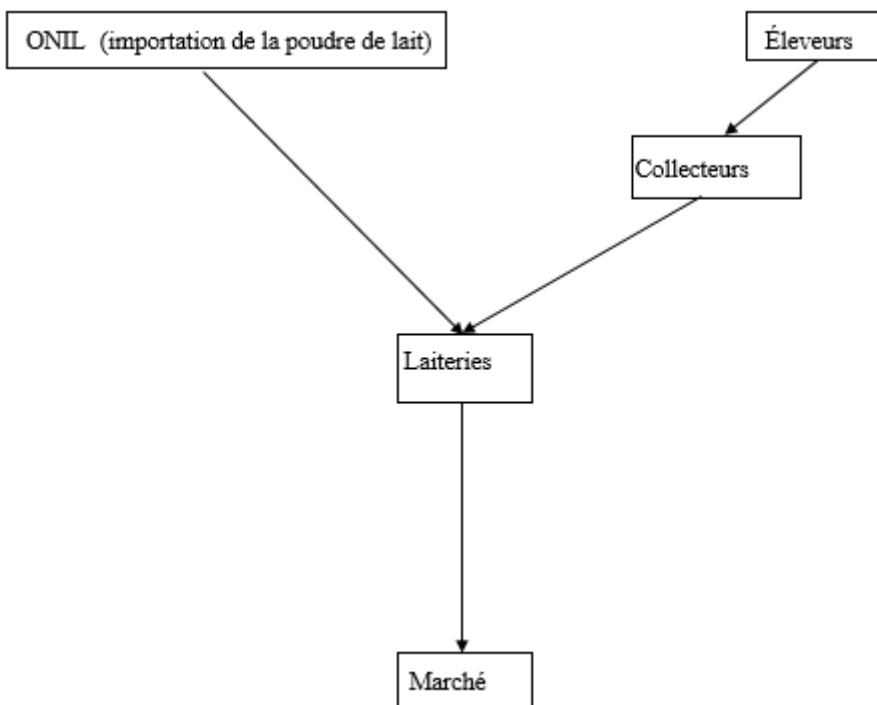 ONIL (importation de la poudre de lait)
Éleveurs
Collecteurs
Laiteries
Marché